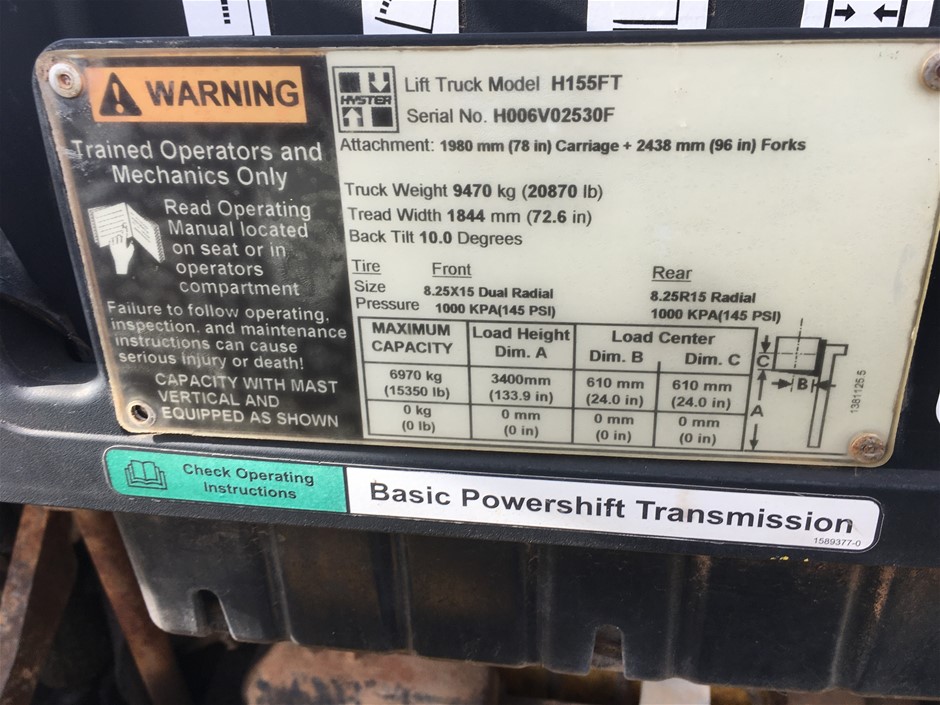 WARNING
Trained Operators and
Mechanics Only
Read Operating
Manual located
on seat or in
operators
compartment
Failure to follow operating,
inspection, and maintenance
instructions can cause
serious injury or death!
CAPACITY WITH MAST
VERTICAL AND
EQUIPPED AS SHOWN
HYSTER
Lift Truck Model H155FT
Serial No. H006V02530F
Attachment: 1980 mm (78 in) Carriage + 2438 mm (96 in) Forks
Truck Weight 9470 kg (20870 lb)
Tread Width 1844 mm (72.6 in)
Back Tilt 10.0 Degrees
Tire Front Rear
Size 8.25X15 Dual Radial 8.25R15 Radial
Pressure 1000 KPA(145 PSI) 1000 KPA(145 PSI)
MAXIMUM CAPACITY Load Height Dim. A Load Center Dim. B Dim. C
6970 kg (15350 lb) 3400mm (133.9 in) 610 mm (24.0 in) 610 mm (24.0 in)
0 kg (0 lb) 0 mm (0 in) 0 mm (0 in) 0 mm (0 in)
C
B
A
1381125.5
Check Operating
Instructions
Basic Powershift Transmission
1589377-0